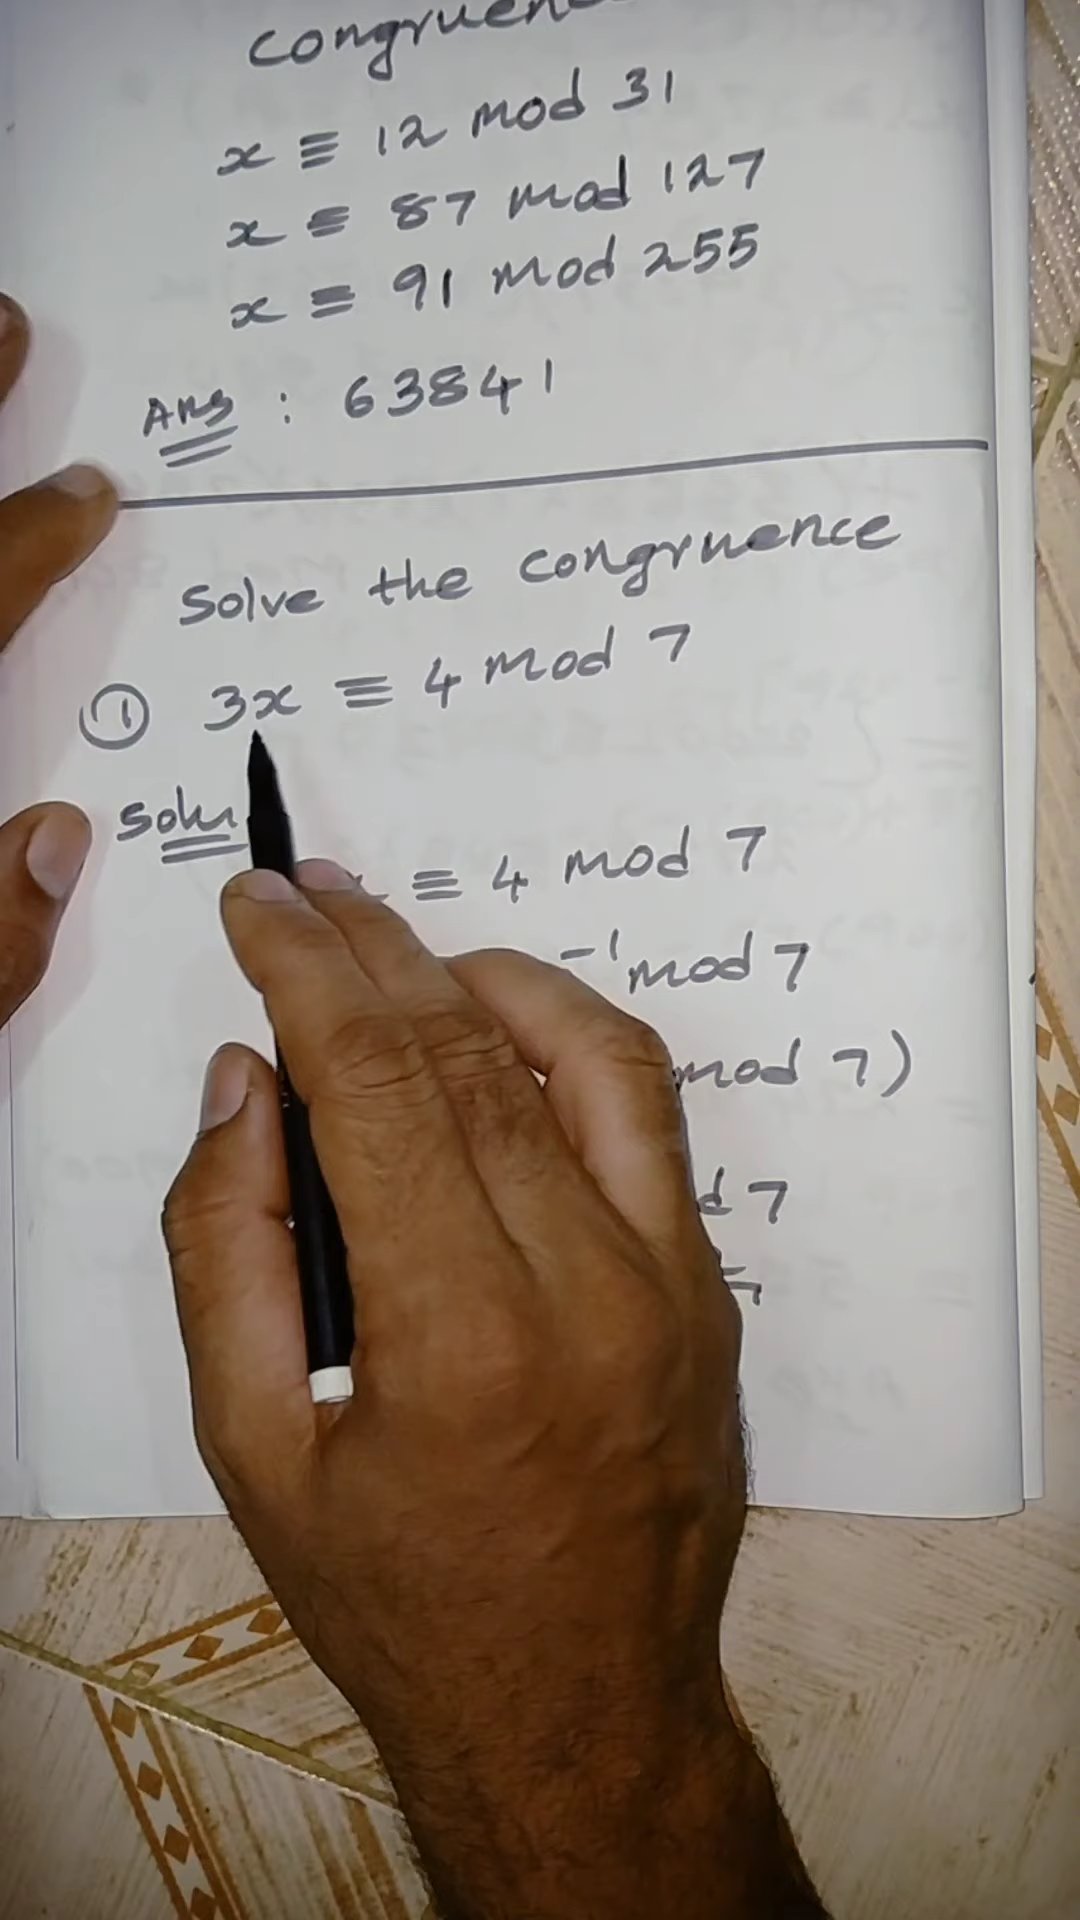 x ≡ 12 mod 31
x ≡ 87 mod 127
x ≡ 91 mod 255
Ans : 63841
Solve the congruence
① 3x ≡ 4 mod 7
Soln
≡ 4 mod 7
-1 mod 7
mod 7)
7